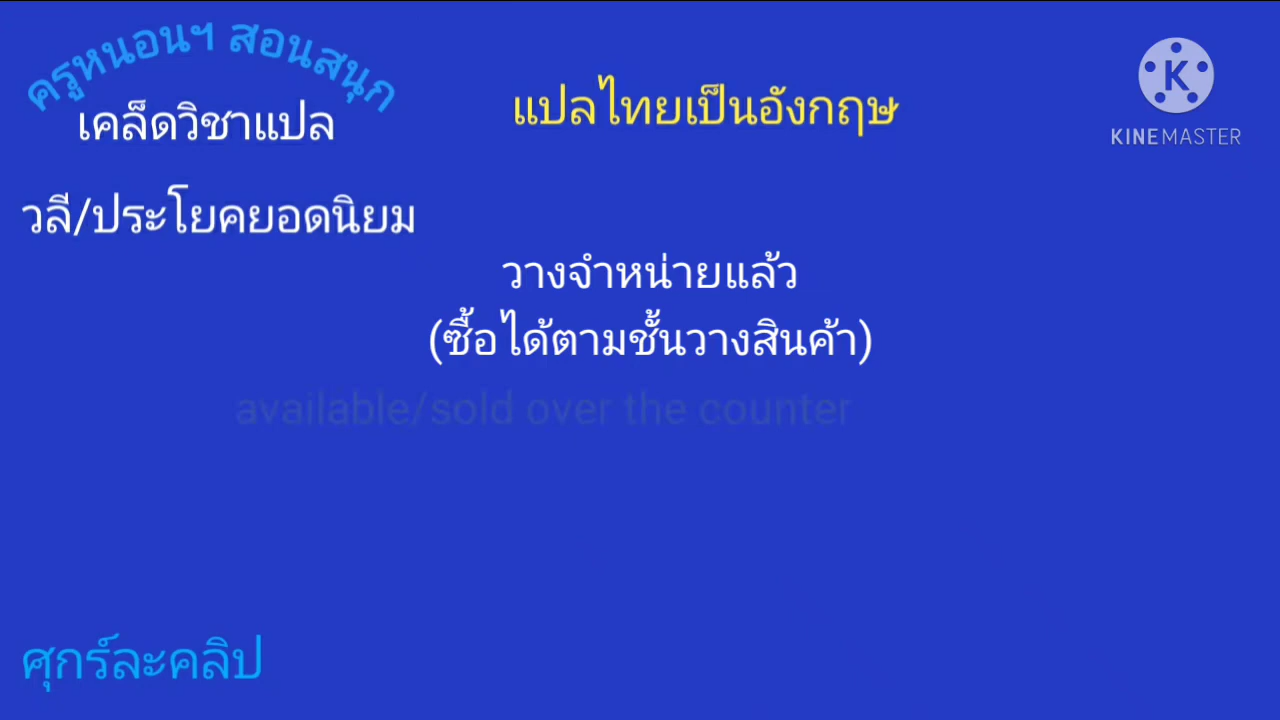 ครูหนอนฯ สอนสนุก
เคล็ดวิชาแปล
แปลไทยเป็นอังกฤษ
K
KINEMASTER
วลี/ประโยคยอดนิยม
วางจำหน่ายแล้ว
(ซื้อได้ตามชั้นวางสินค้า)
available/sold over the counter
ศุกร์ละคลิป